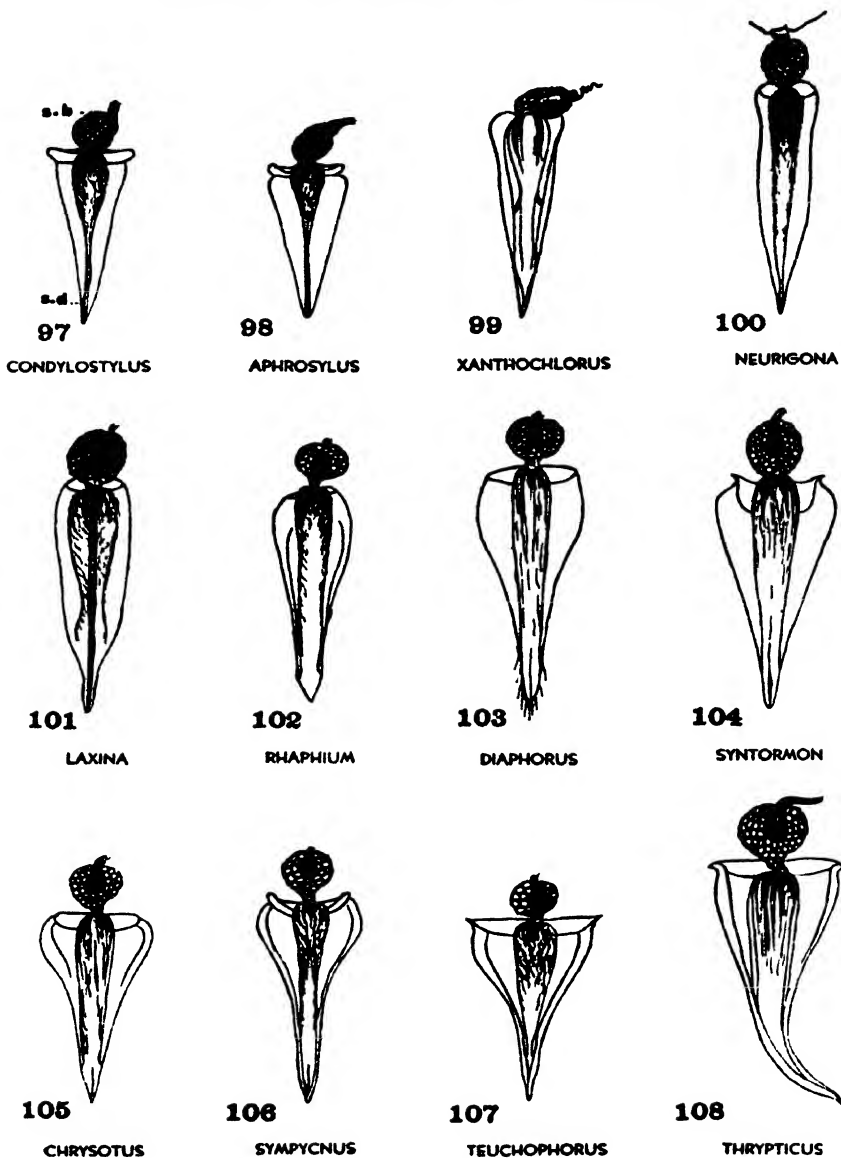 s.b
s.d
97
98
99
100
CONDYLOSTYLUS
APHROSYLUS
XANTHOCHLORUS
NEURIGONA
101
102
103
104
LAXINA
RHAPHIUM
DIAPHORUS
SYNTORMON
105
106
107
108
CHRYSOTUS
SYMPYCNUS
TEUCHOPHORUS
THRYPTICUS